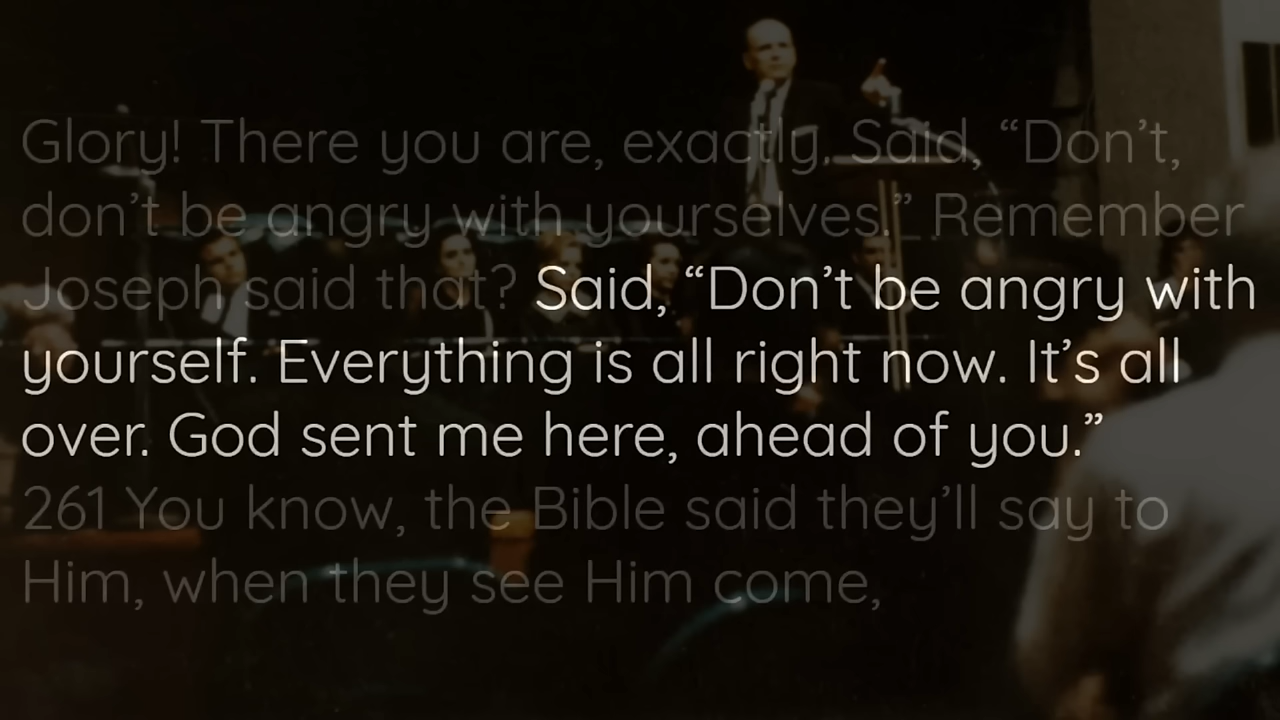 Glory! There you are, exactly. Said, “Don’t,
don’t be angry with yourselves.” Remember
Joseph said that? Said, “Don’t be angry with
yourself. Everything is all right now. It’s all
over. God sent me here, ahead of you.”
261 You know, the Bible said they’ll say to
Him, when they see Him come,